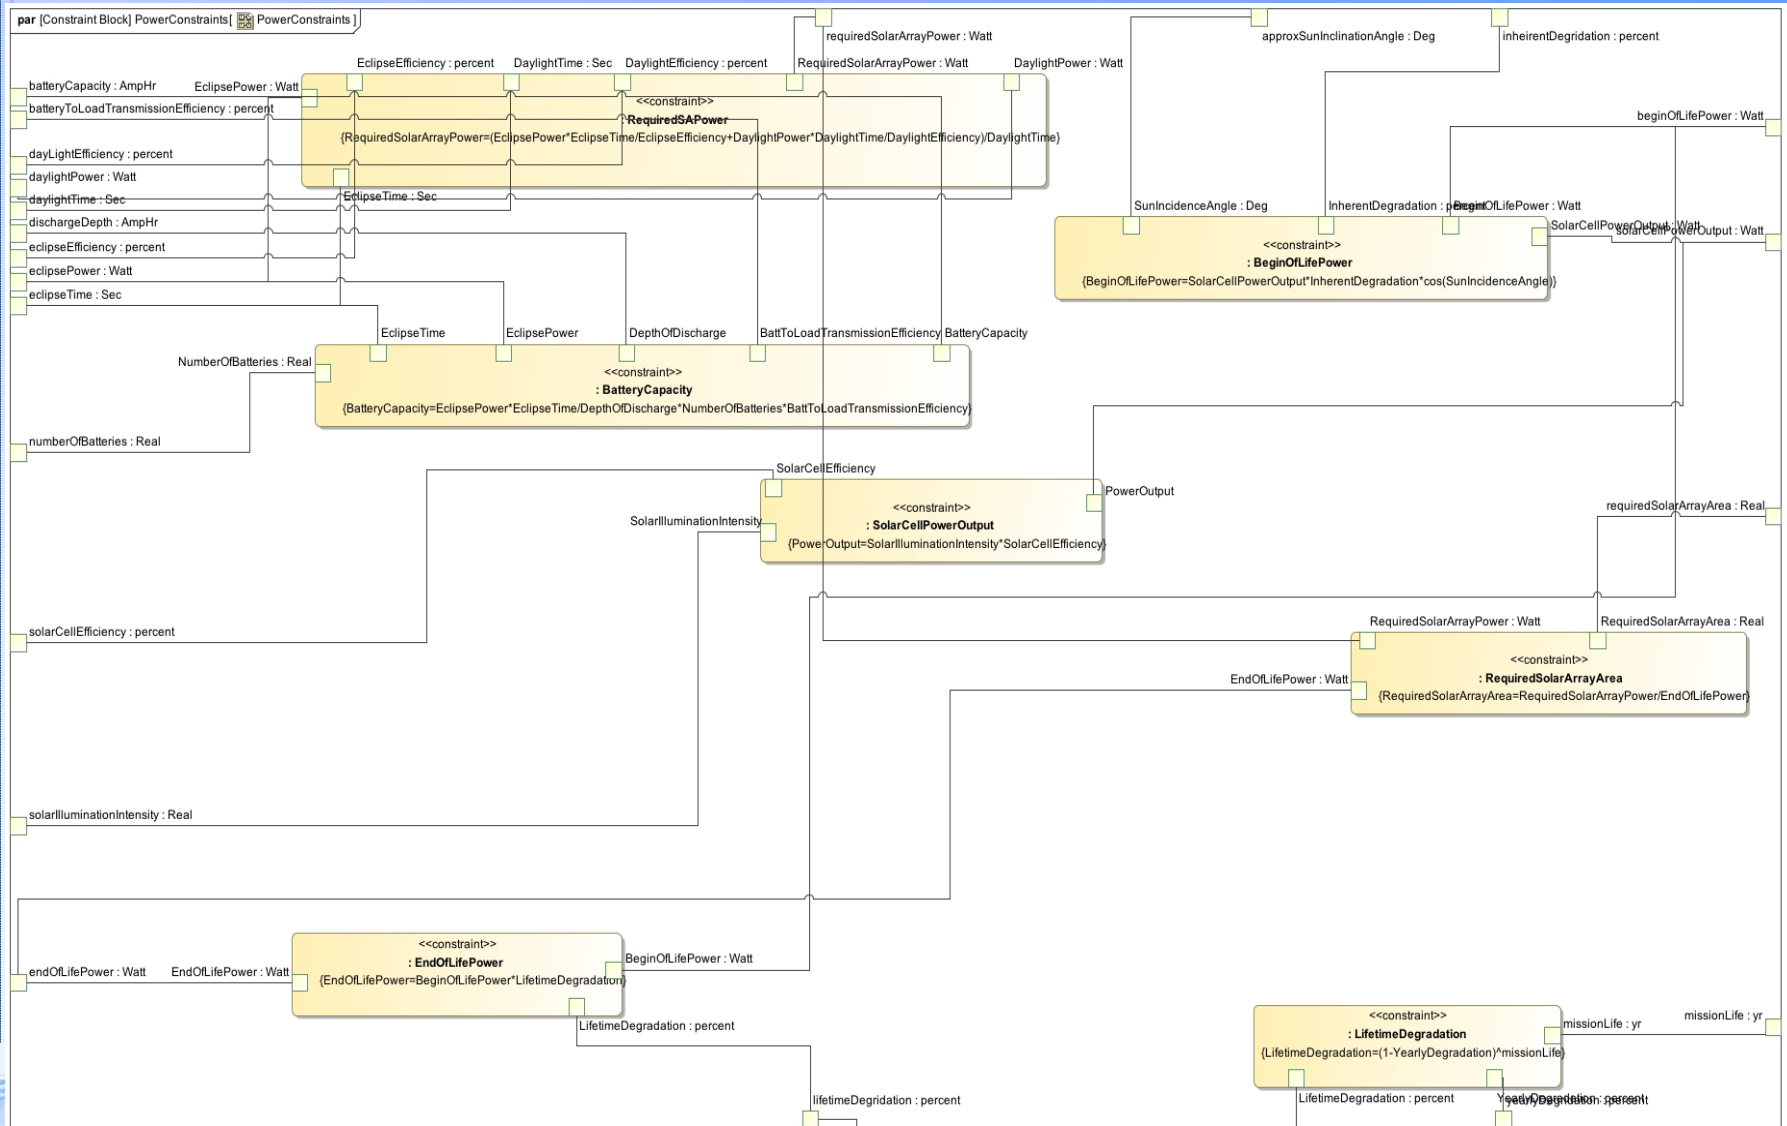 par [Constraint Block] PowerConstraints[ PowerConstraints ]
requiredSolarArrayPower : Watt
approxSunInclinationAngle : Deg
inheirentDegridation : percent
EclipseEfficiency : percent
DaylightTime : Sec
DaylightEfficiency : percent
RequiredSolarArrayPower : Watt
DaylightPower : Watt
batteryCapacity : AmpHr
EclipsePower : Watt
batteryToLoadTransmissionEfficiency : percent
<<constraint>>
: RequiredSAPower
{RequiredSolarArrayPower=(EclipsePower*EclipseTime/EclipseEfficiency+DaylightPower*DaylightTime/DaylightEfficiency)/DaylightTime}
beginOfLifePower : Watt
dayLightEfficiency : percent
daylightPower : Watt
daylightTime : Sec
EclipseTime : Sec
dischargeDepth : AmpHr
eclipseEfficiency : percent
eclipsePower : Watt
eclipseTime : Sec
SunIncidenceAngle : Deg
InherentDegradation : percent
BeginOfLifePower : Watt
SolarCellPowerOutput : Watt
solarCellPowerOutput : Watt
<<constraint>>
: BeginOfLifePower
{BeginOfLifePower=SolarCellPowerOutput*InherentDegradation*cos(SunIncidenceAngle)}
EclipseTime
EclipsePower
DepthOfDischarge
BattToLoadTransmissionEfficiency
BatteryCapacity
NumberOfBatteries : Real
<<constraint>>
: BatteryCapacity
{BatteryCapacity=EclipsePower*EclipseTime/DepthOfDischarge*NumberOfBatteries*BattToLoadTransmissionEfficiency}
numberOfBatteries : Real
SolarCellEfficiency
PowerOutput
SolarIlluminationIntensity
<<constraint>>
: SolarCellPowerOutput
{PowerOutput=SolarIlluminationIntensity*SolarCellEfficiency}
requiredSolarArrayArea : Real
solarCellEfficiency : percent
RequiredSolarArrayPower : Watt
RequiredSolarArrayArea : Real
EndOfLifePower : Watt
<<constraint>>
: RequiredSolarArrayArea
{RequiredSolarArrayArea=RequiredSolarArrayPower/EndOfLifePower}
solarIlluminationIntensity : Real
endOfLifePower : Watt
EndOfLifePower : Watt
<<constraint>>
: EndOfLifePower
{EndOfLifePower=BeginOfLifePower*LifetimeDegradation}
BeginOfLifePower : Watt
LifetimeDegradation : percent
lifetimeDegridation : percent
<<constraint>>
: LifetimeDegradation
{LifetimeDegradation=(1-YearlyDegradation)^missionLife}
missionLife : yr
missionLife : yr
LifetimeDegradation : percent
YearlyDegradation : percent
yearlyDegridation : percent